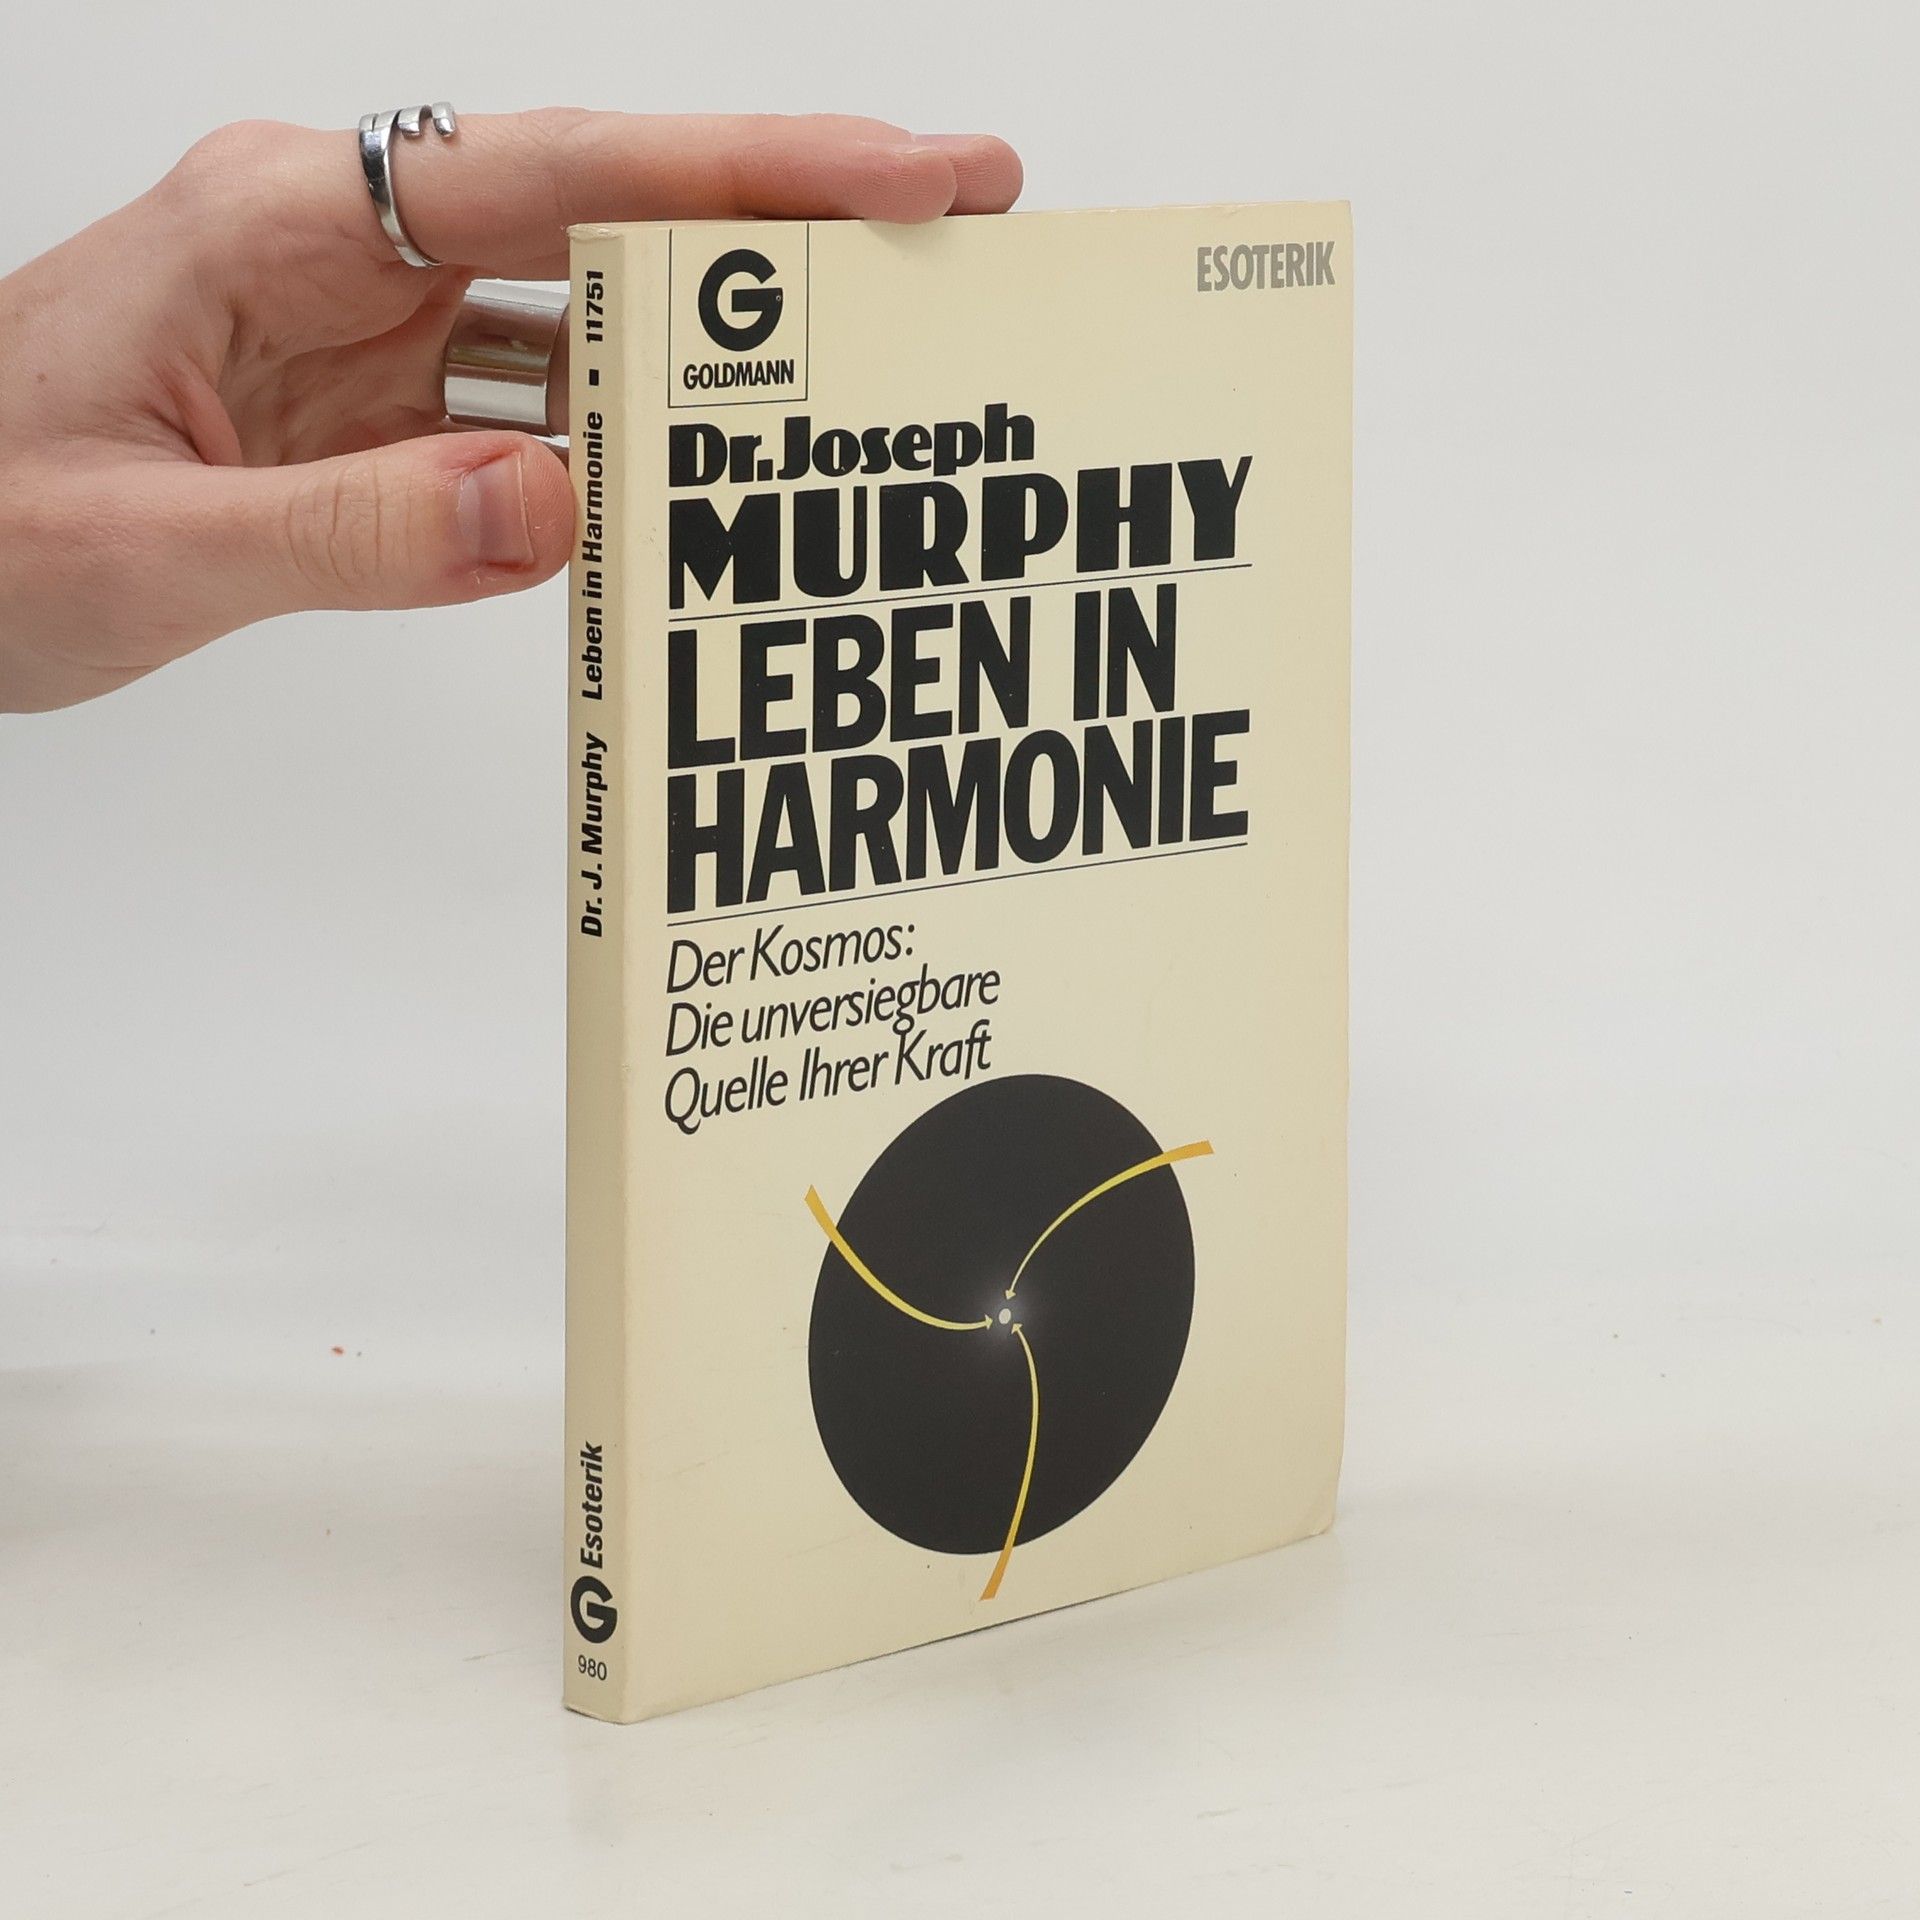 G
GOLDMANN
ESOTERIK
Dr. Joseph
MURPHY
LEBEN IN
HARMONIE
Der Kosmos:
Die unversiegbare
Quelle Ihrer Kraft
Dr. J. Murphy Leben in Harmonie ▪ 11751
G Esoterik
980